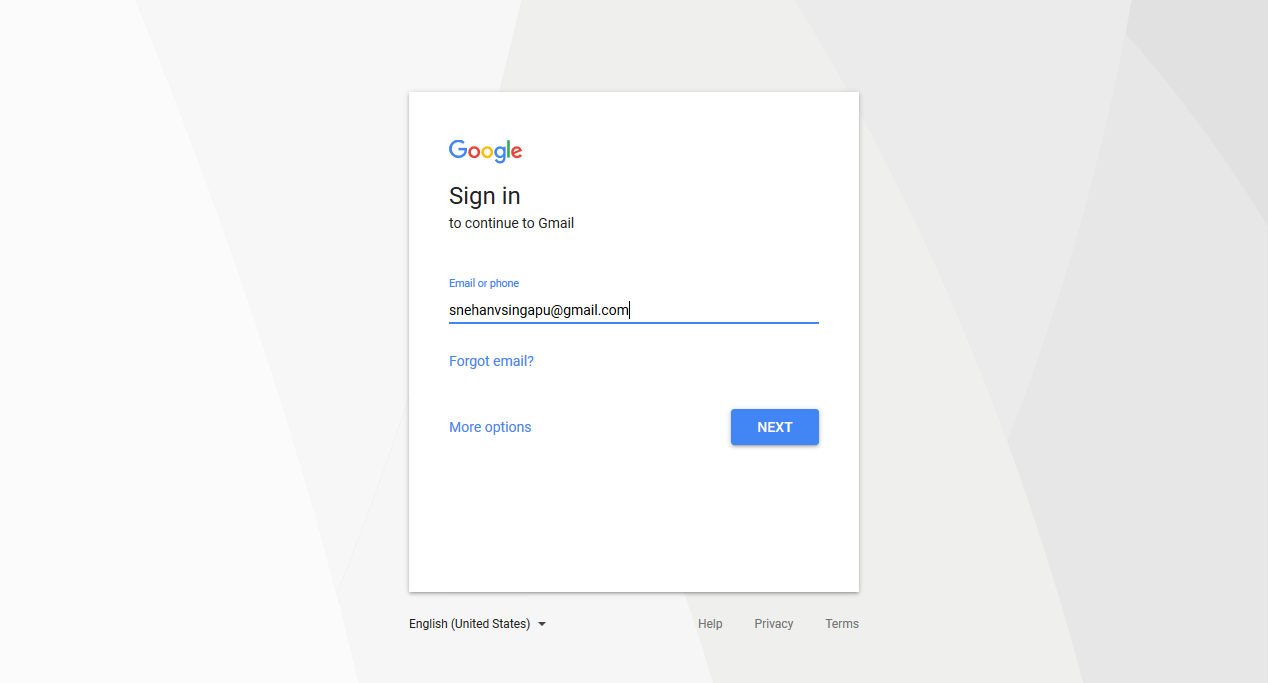 Google
Sign in
to continue to Gmail
Email or phone
snehanvsingapu@gmail.com
Forgot email?
More options
NEXT
English (United States)
Help
Privacy
Terms